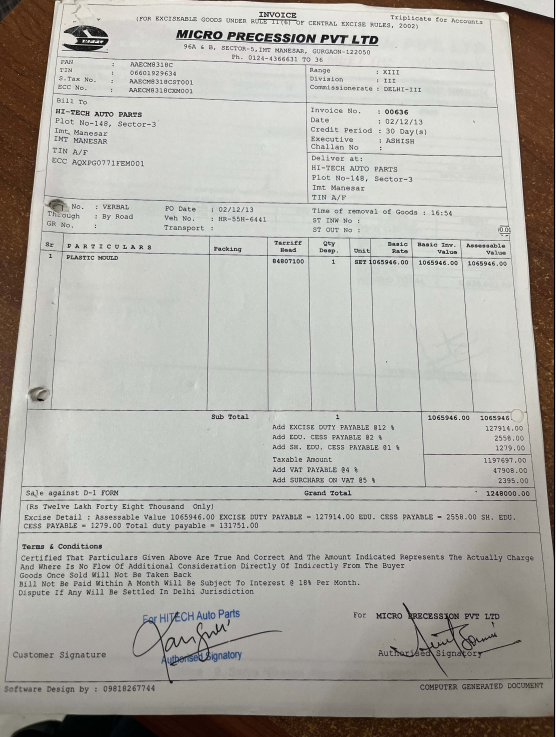 INVOICE
Triplicate for Accounts
(FOR EXCISEABLE GOODS UNDER RULE 11(6) OF CENTRAL EXCISE RULES, 2002)
MICRO PRECESSION PVT LTD
96A & B, SECTOR-5, IMT MANESAR, GURGAON-122050
Ph. 0124-4366631 TO 36
PAN : AAECM8318C
TIN : 06601929634
S.Tax No. : AAECM8318CST001
ECC No. : AAECM8318CXM001
Range : XIII
Division : III
Commissionerate : DELHI-III
Bill To
HI-TECH AUTO PARTS
Plot No-148, Sector-3
Imt, Manesar
IMT MANESAR
TIN A/F
ECC AQXPG0771FEM001
Invoice No. : 00636
Date : 02/12/13
Credit Period : 30 Day(s)
Executive : ASHISH
Challan No :
Deliver at:
HI-TECH AUTO PARTS
Plot No-148, Sector-3
Imt Manesar
TIN A/F
No. : VERBAL PO Date : 02/12/13 Time of removal of Goods : 16:54
Through : By Road Veh No. : HR-55H-6441 ST INW No :
GR No. : Transport : ST OUT No :
Sr PARTICULARS Packing Tarriff Head Qty Desp. Unit Basic Rate Basic Inv. Value Assessable Value
1 PLASTIC MOULD 84807100 1 SET 1065946.00 1065946.00 1065946.00
Sub Total 1 1065946.00 1065946.
Add EXCISE DUTY PAYABLE @12 % 127914.00
Add EDU. CESS PAYABLE @2 % 2558.00
Add SH. EDU. CESS PAYABLE @1 % 1279.00
Taxable Amount 1197697.00
Add VAT PAYABLE @4 % 47908.00
Add SURCHARE ON VAT @5 % 2395.00
Sale against D-1 FORM Grand Total 1248000.00
(Rs Twelve Lakh Forty Eight Thousand Only)
Excise Detail : Assesable Value 1065946.00 EXCISE DUTY PAYABLE = 127914.00 EDU. CESS PAYABLE = 2558.00 SH. EDU.
CESS PAYABLE = 1279.00 Total duty payable = 131751.00
Terms & Conditions
Certified That Particulars Given Above Are True And Correct And The Amount Indicated Represents The Actually Charge
And Where Is No Flow Of Additional Consideration Directly Of Indirectly From The Buyer
Goods Once Sold Will Not Be Taken Back
Bill Not Be Paid Within A Month Will Be Subject To Interest @ 18% Per Month.
Dispute If Any Will Be Settled In Delhi Jurisdiction
For HITECH Auto Parts
For MICRO PRECESSION PVT LTD
Customer Signature
Authorised Signatory
Authorised Signatory
Software Design by : 09818267744
COMPUTER GENERATED DOCUMENT